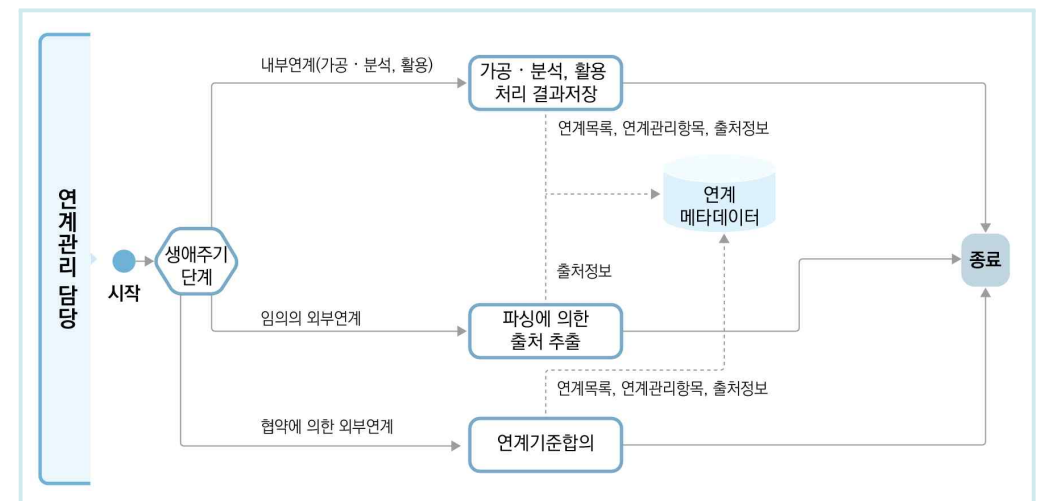 연계관리 담당
시작
생애주기
단계
내부연계(가공 · 분석, 활용)
가공 · 분석, 활용
처리 결과저장
연계목록, 연계관리항목, 출처정보
연계
메타데이터
출처정보
임의의 외부연계
파싱에 의한
출처 추출
연계목록, 연계관리항목, 출처정보
협약에 의한 외부연계
연계기준합의
종료